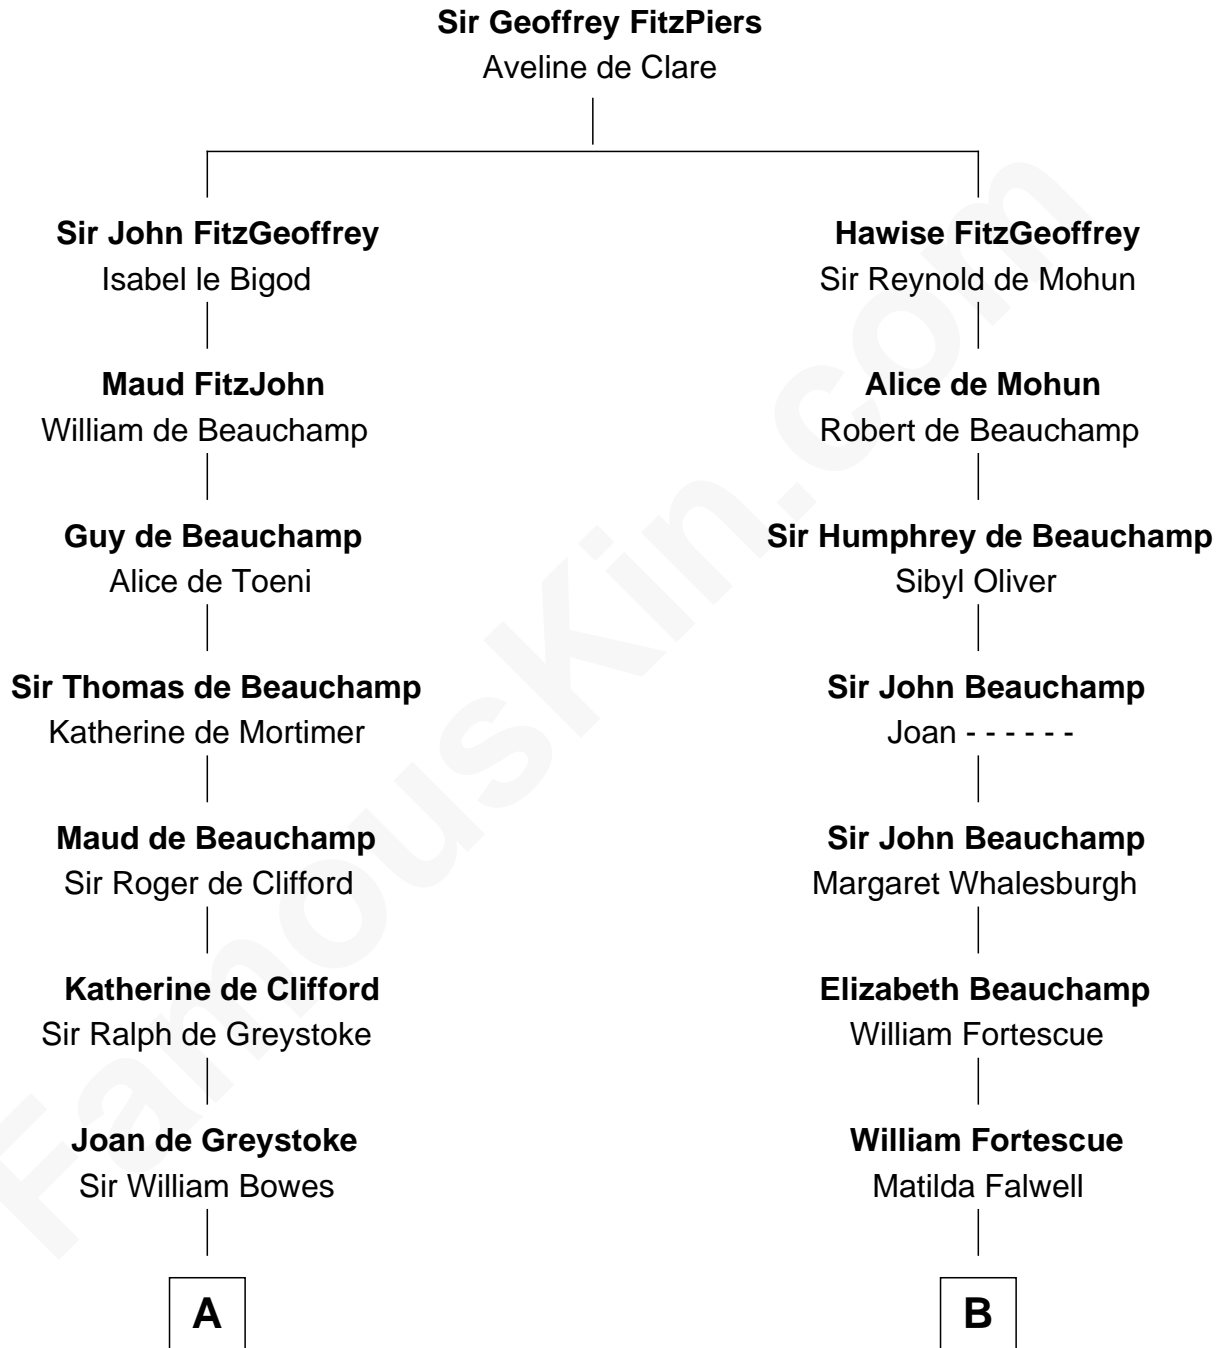 Sir Geoffrey FitzPiers
Aveline de Clare
Sir John FitzGeoffrey
Isabel le Bigod
Hawise FitzGeoffrey
Sir Reynold de Mohun
Maud FitzJohn
William de Beauchamp
Alice de Mohun
Robert de Beauchamp
Guy de Beauchamp
Alice de Toeni
Sir Humphrey de Beauchamp
Sibyl Oliver
Sir Thomas de Beauchamp
Katherine de Mortimer
Sir John Beauchamp
Joan - - - - - -
Maud de Beauchamp
Sir Roger de Clifford
Sir John Beauchamp
Margaret Whalesburgh
Katherine de Clifford
Sir Ralph de Greystoke
Elizabeth Beauchamp
William Fortescue
Joan de Greystoke
Sir William Bowes
William Fortescue
Matilda Falwell
A
B
FamousKin.com